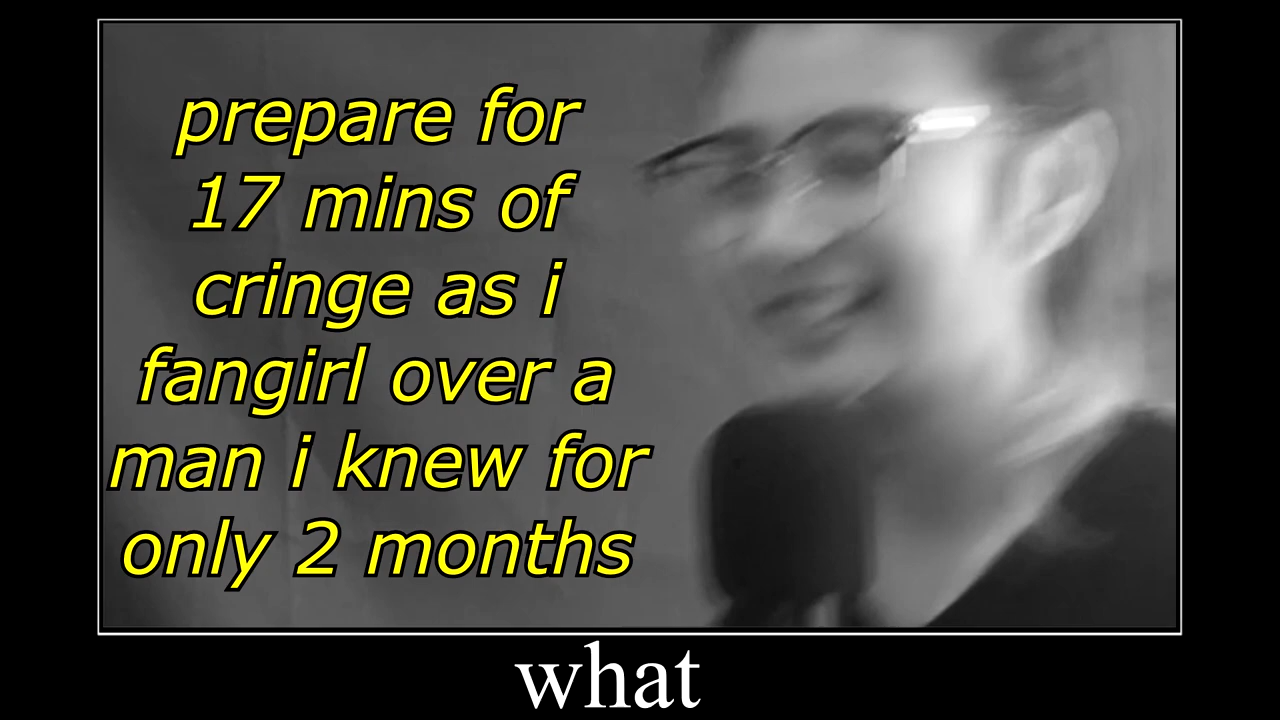 prepare for
17 mins of
cringe as i
fangirl over a
man i knew for
only 2 months
what